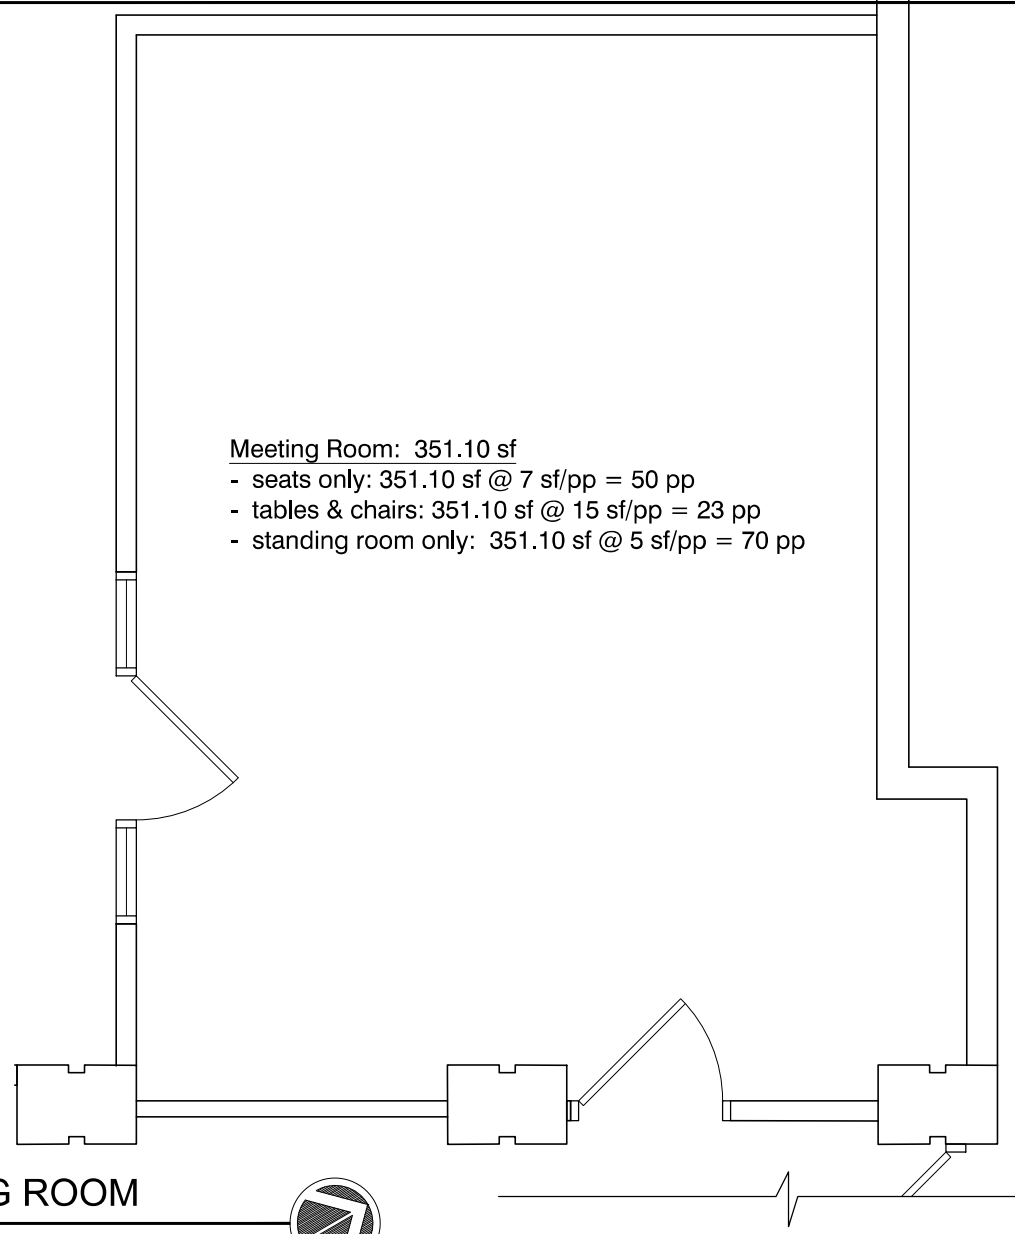 Meeting Room: 351.10 sf
- seats only: 351.10 sf @ 7 sf/pp = 50 pp
- tables & chairs: 351.10 sf @ 15 sf/pp = 23 pp
- standing room only: 351.10 sf @ 5 sf/pp = 70 pp
ROOM